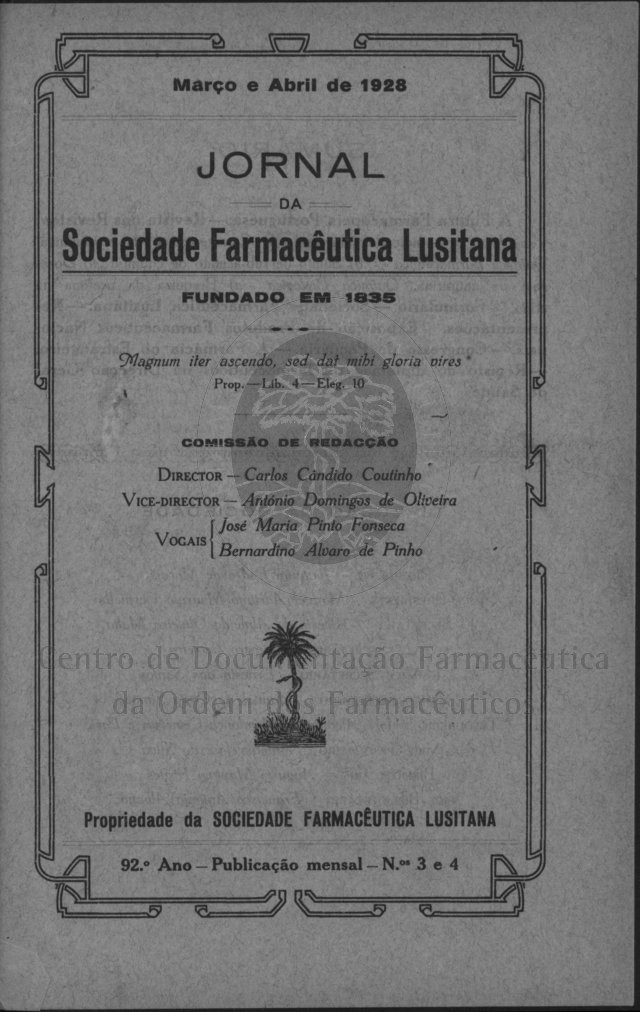 Março e Abril de 1928
JORNAL
DA
Sociedade Farmacêutica Lusitana
FUNDADO EM 1835
Magnum iter ascendo, sed dat mihi gloria vires
Prop.—Lib. 4—Eleg. 10
COMISSÃO DE REDACÇÃO
DIRECTOR — Carlos Cândido Coutinho
VICE-DIRECTOR — António Domingos de Oliveira
VOGAIS José Maria Pinto Fonseca
Bernardino Alvaro de Pinho
Centro de Documentação Farmacêutica
da Ordem dos Farmacêuticos
Propriedade da SOCIEDADE FARMACÊUTICA LUSITANA
92.º Ano — Publicação mensal — N.ᵒˢ 3 e 4